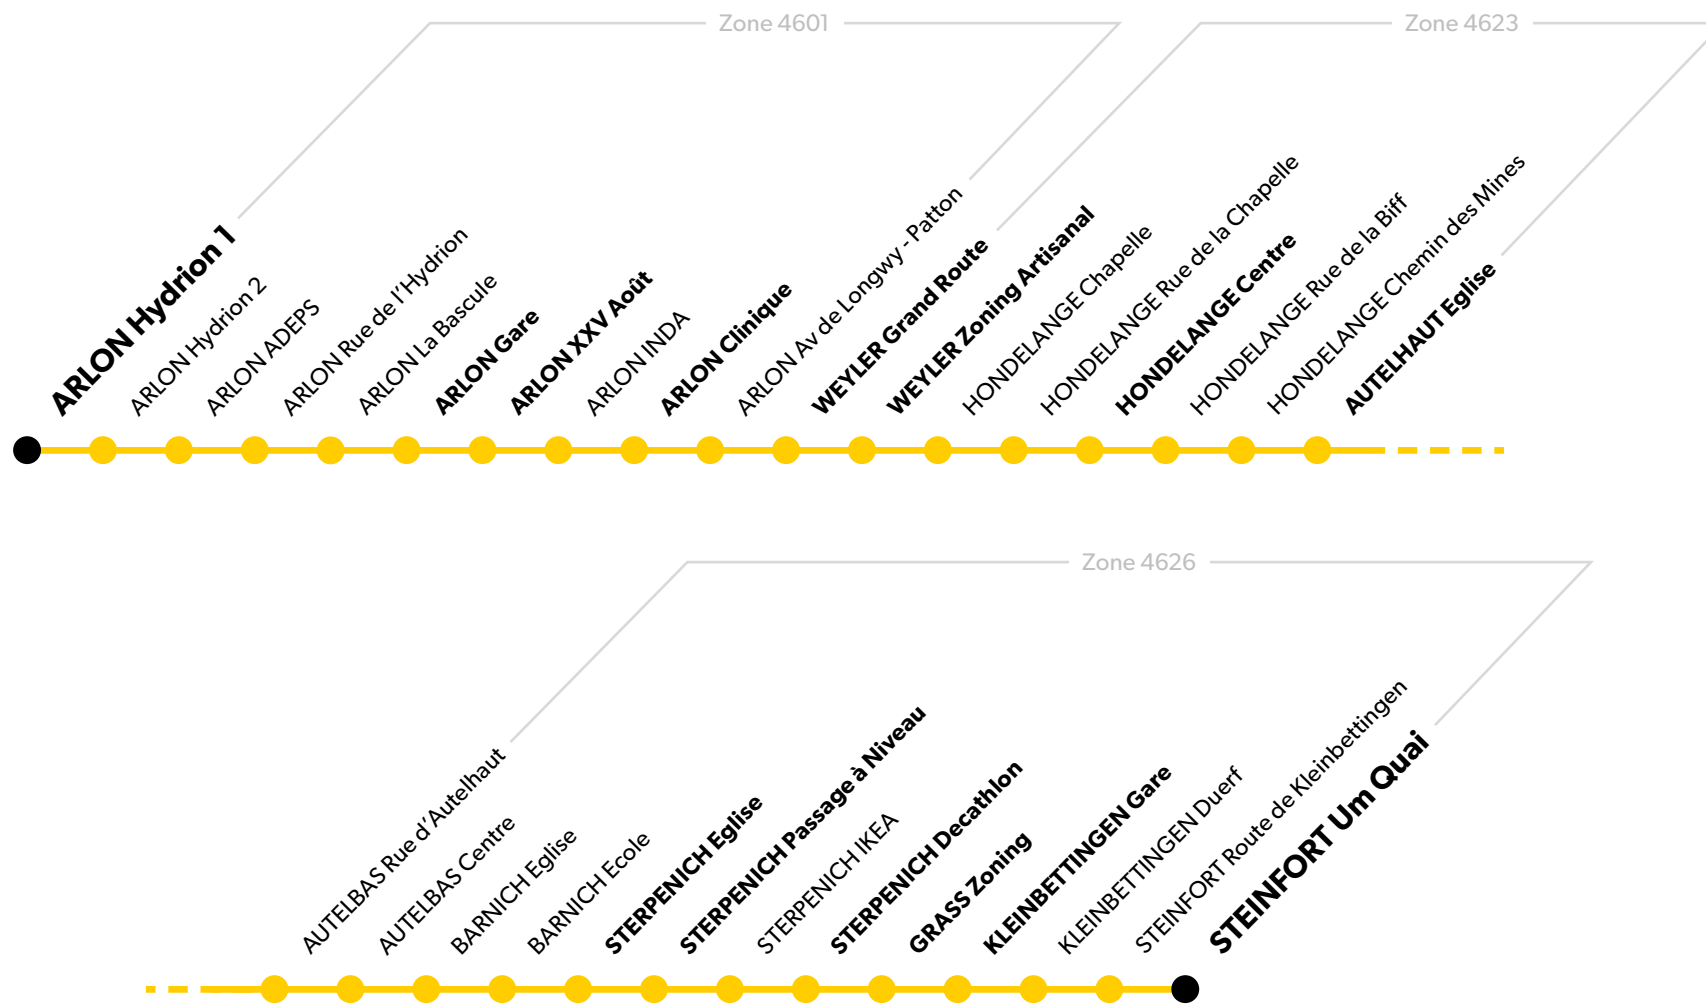 Zone 4601
Zone 4623
ARLON Hydrion 1
ARLON Hydrion 2
ARLON ADEPS
ARLON Rue de l'Hydrion
ARLON La Bascule
ARLON Gare
ARLON XXV Août
ARLON INDA
ARLON Clinique
ARLON Av de Longwy - Patton
WEYLER Grand Route
WEYLER Zoning Artisanal
HONDELANGE Chapelle
HONDELANGE Rue de la Chapelle
HONDELANGE Centre
HONDELANGE Rue de la Biff
HONDELANGE Chemin des Mines
AUTELHAUT Eglise
Zone 4626
AUTELBAS Rue d'Autelhaut
AUTELBAS Centre
BARNICH Eglise
BARNICH Ecole
STERPENICH Eglise
STERPENICH Passage à Niveau
STERPENICH IKEA
STERPENICH Decathlon
GRASS Zoning
KLEINBETTINGEN Gare
KLEINBETTINGEN Duerf
STEINFORT Route de Kleinbettingen
STEINFORT Um Quai